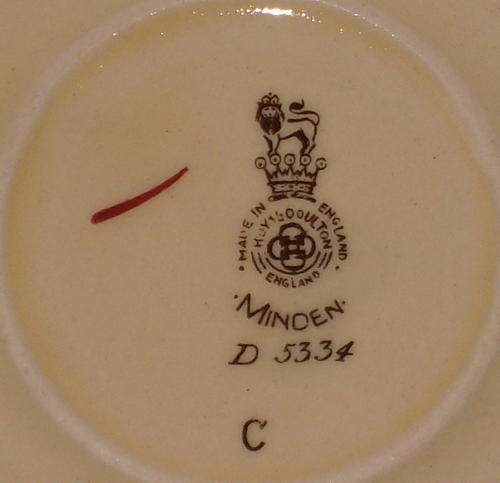 MADE IN ENGLAND
ROYAL DOULTON
ENGLAND
MINDEN
D 5334
C